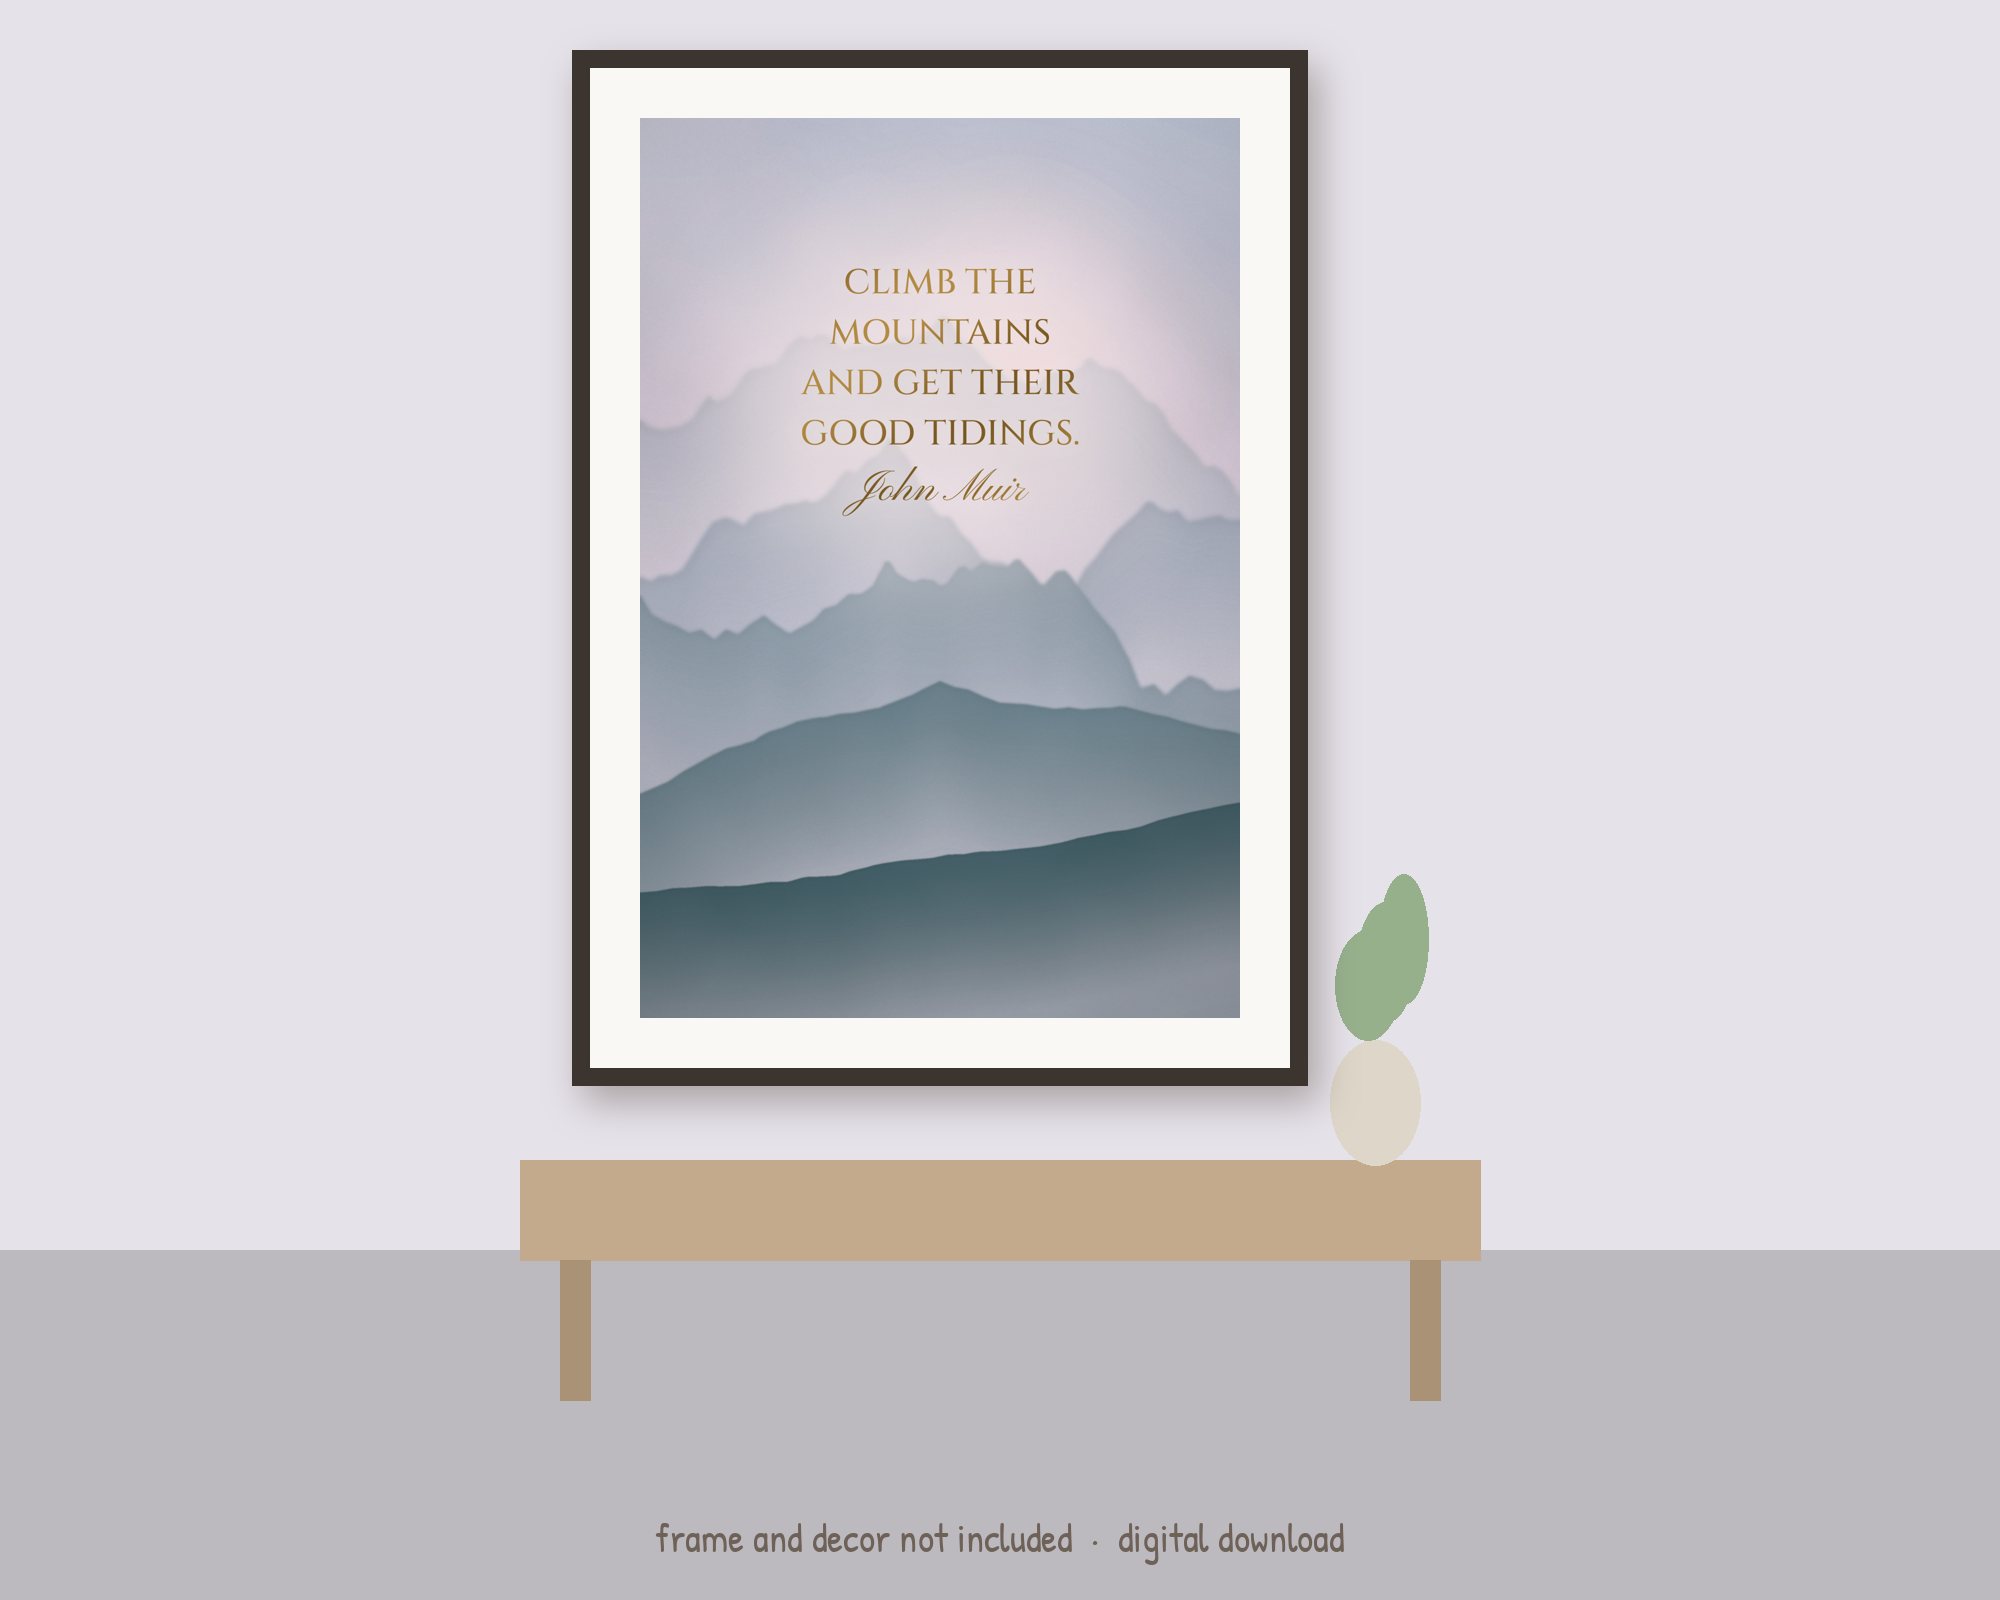 CLIMB THE
MOUNTAINS
AND GET THEIR
GOOD TIDINGS.
John Muir
frame and decor not included · digital download